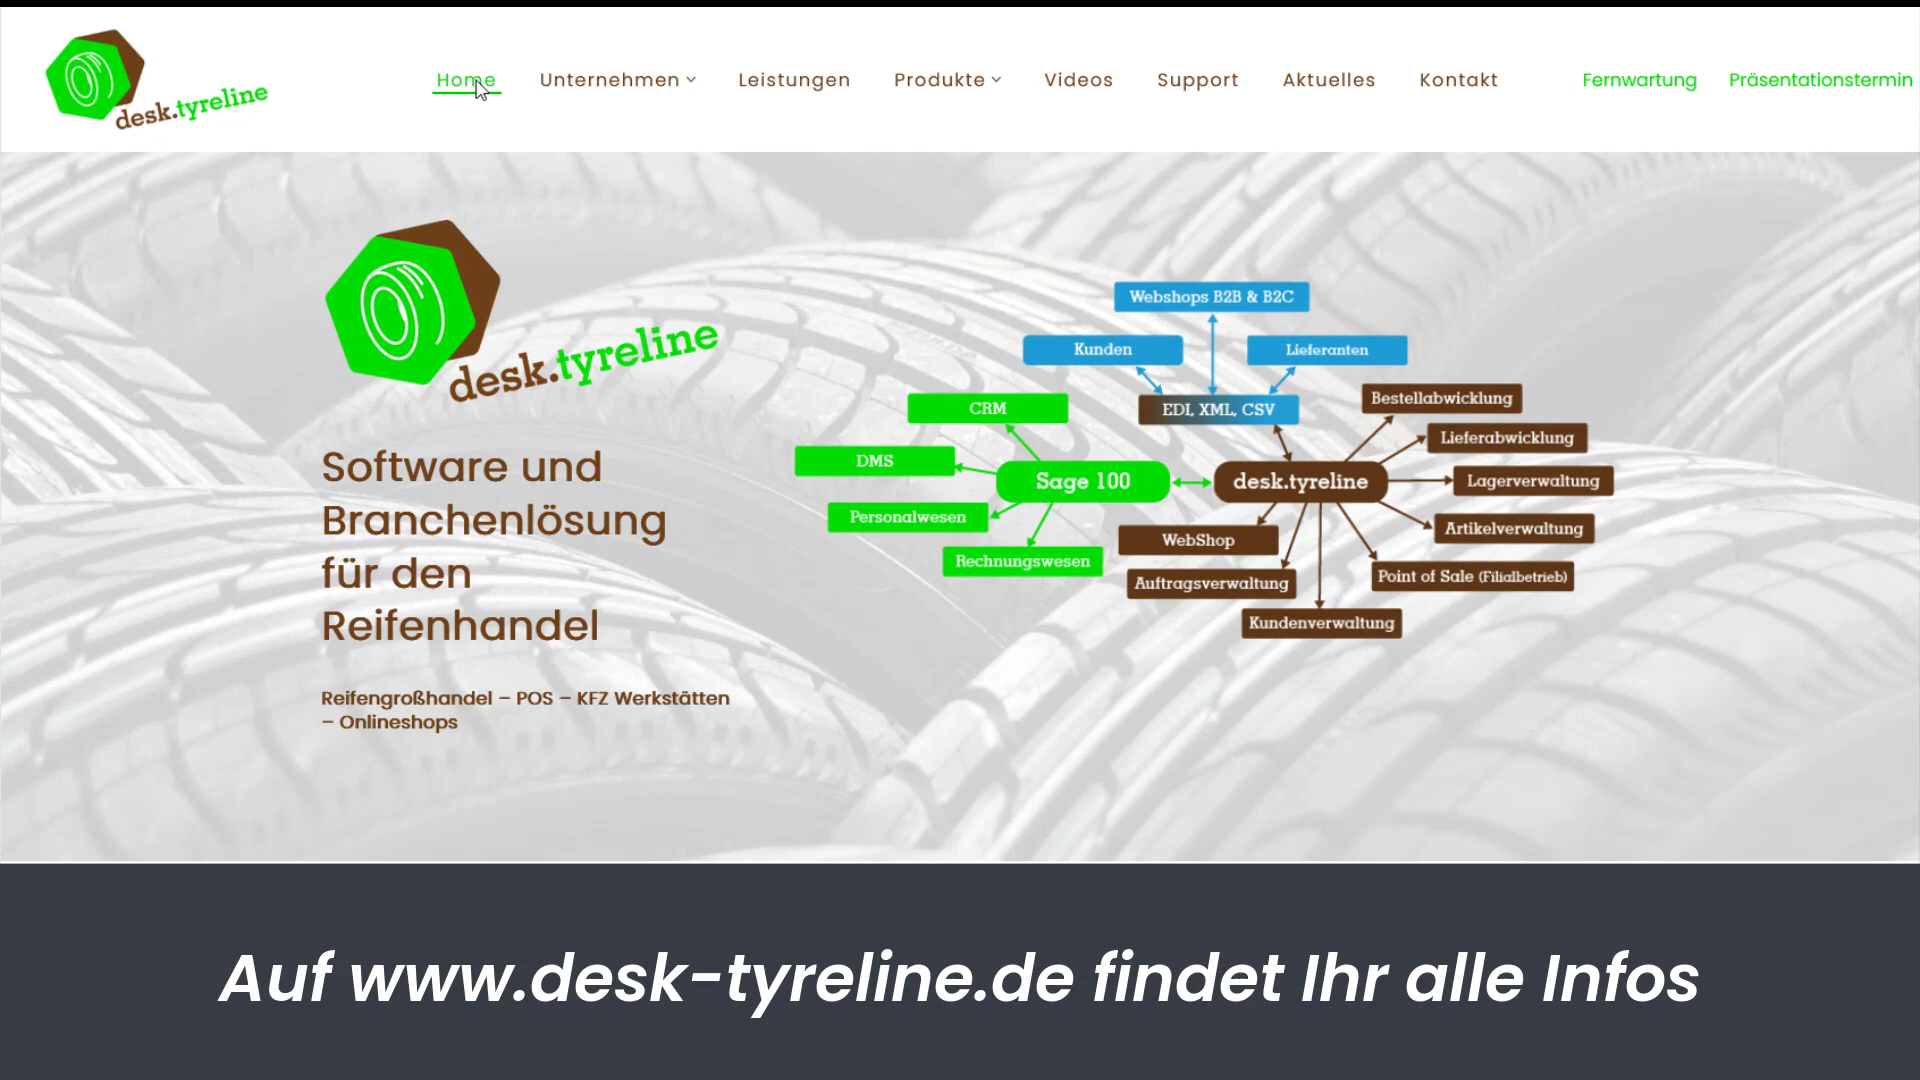 desk.tyreline
Home
Unternehmen
Leistungen
Produkte
Videos
Support
Aktuelles
Kontakt
Fernwartung
Präsentationstermin
desk.tyreline
Software und
Branchenlösung
für den
Reifenhandel
Reifengroßhandel – POS – KFZ Werkstätten
– Onlineshops
Webshops B2B & B2C
Kunden
Lieferanten
EDI, XML, CSV
CRM
DMS
Sage 100
Personalwesen
Rechnungswesen
desk.tyreline
Bestellabwicklung
Lieferabwicklung
Lagerverwaltung
Artikelverwaltung
Point of Sale (Filialbetrieb)
WebShop
Auftragsverwaltung
Kundenverwaltung
Auf www.desk-tyreline.de findet Ihr alle Infos